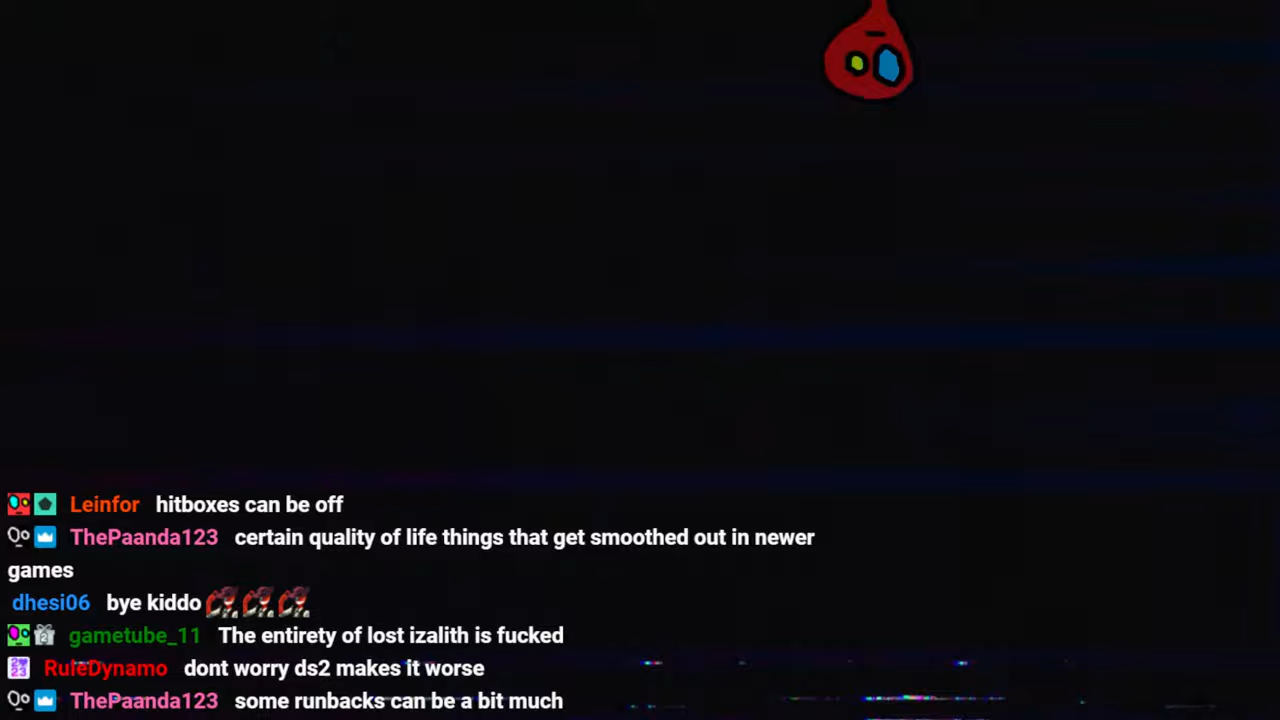 Leinfor hitboxes can be off
ThePaanda123 certain quality of life things that get smoothed out in newer
games
dhesi06 bye kiddo
gametube_11 The entirety of lost izalith is fucked
RuleDynamo dont worry ds2 makes it worse
ThePaanda123 some runbacks can be a bit much